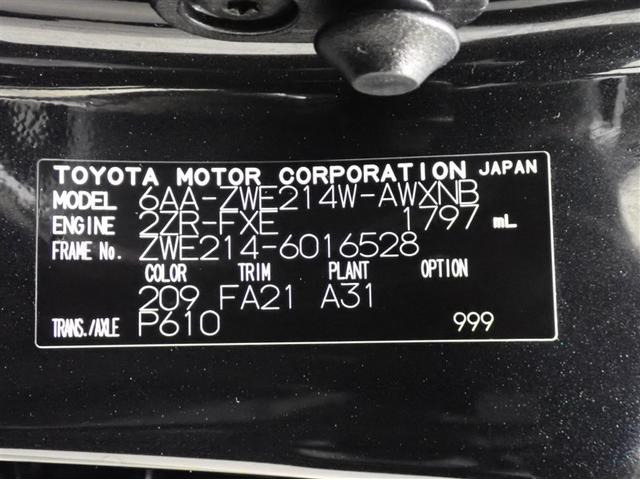 TOYOTA MOTOR CORPORATION JAPAN
MODEL 6AA-ZWE214W-AWXNB
ENGINE 2ZR-FXE 1797 mL
FRAME No. ZWE214-6016528
COLOR TRIM PLANT OPTION
209 FA21 A31
TRANS./AXLE P610 999